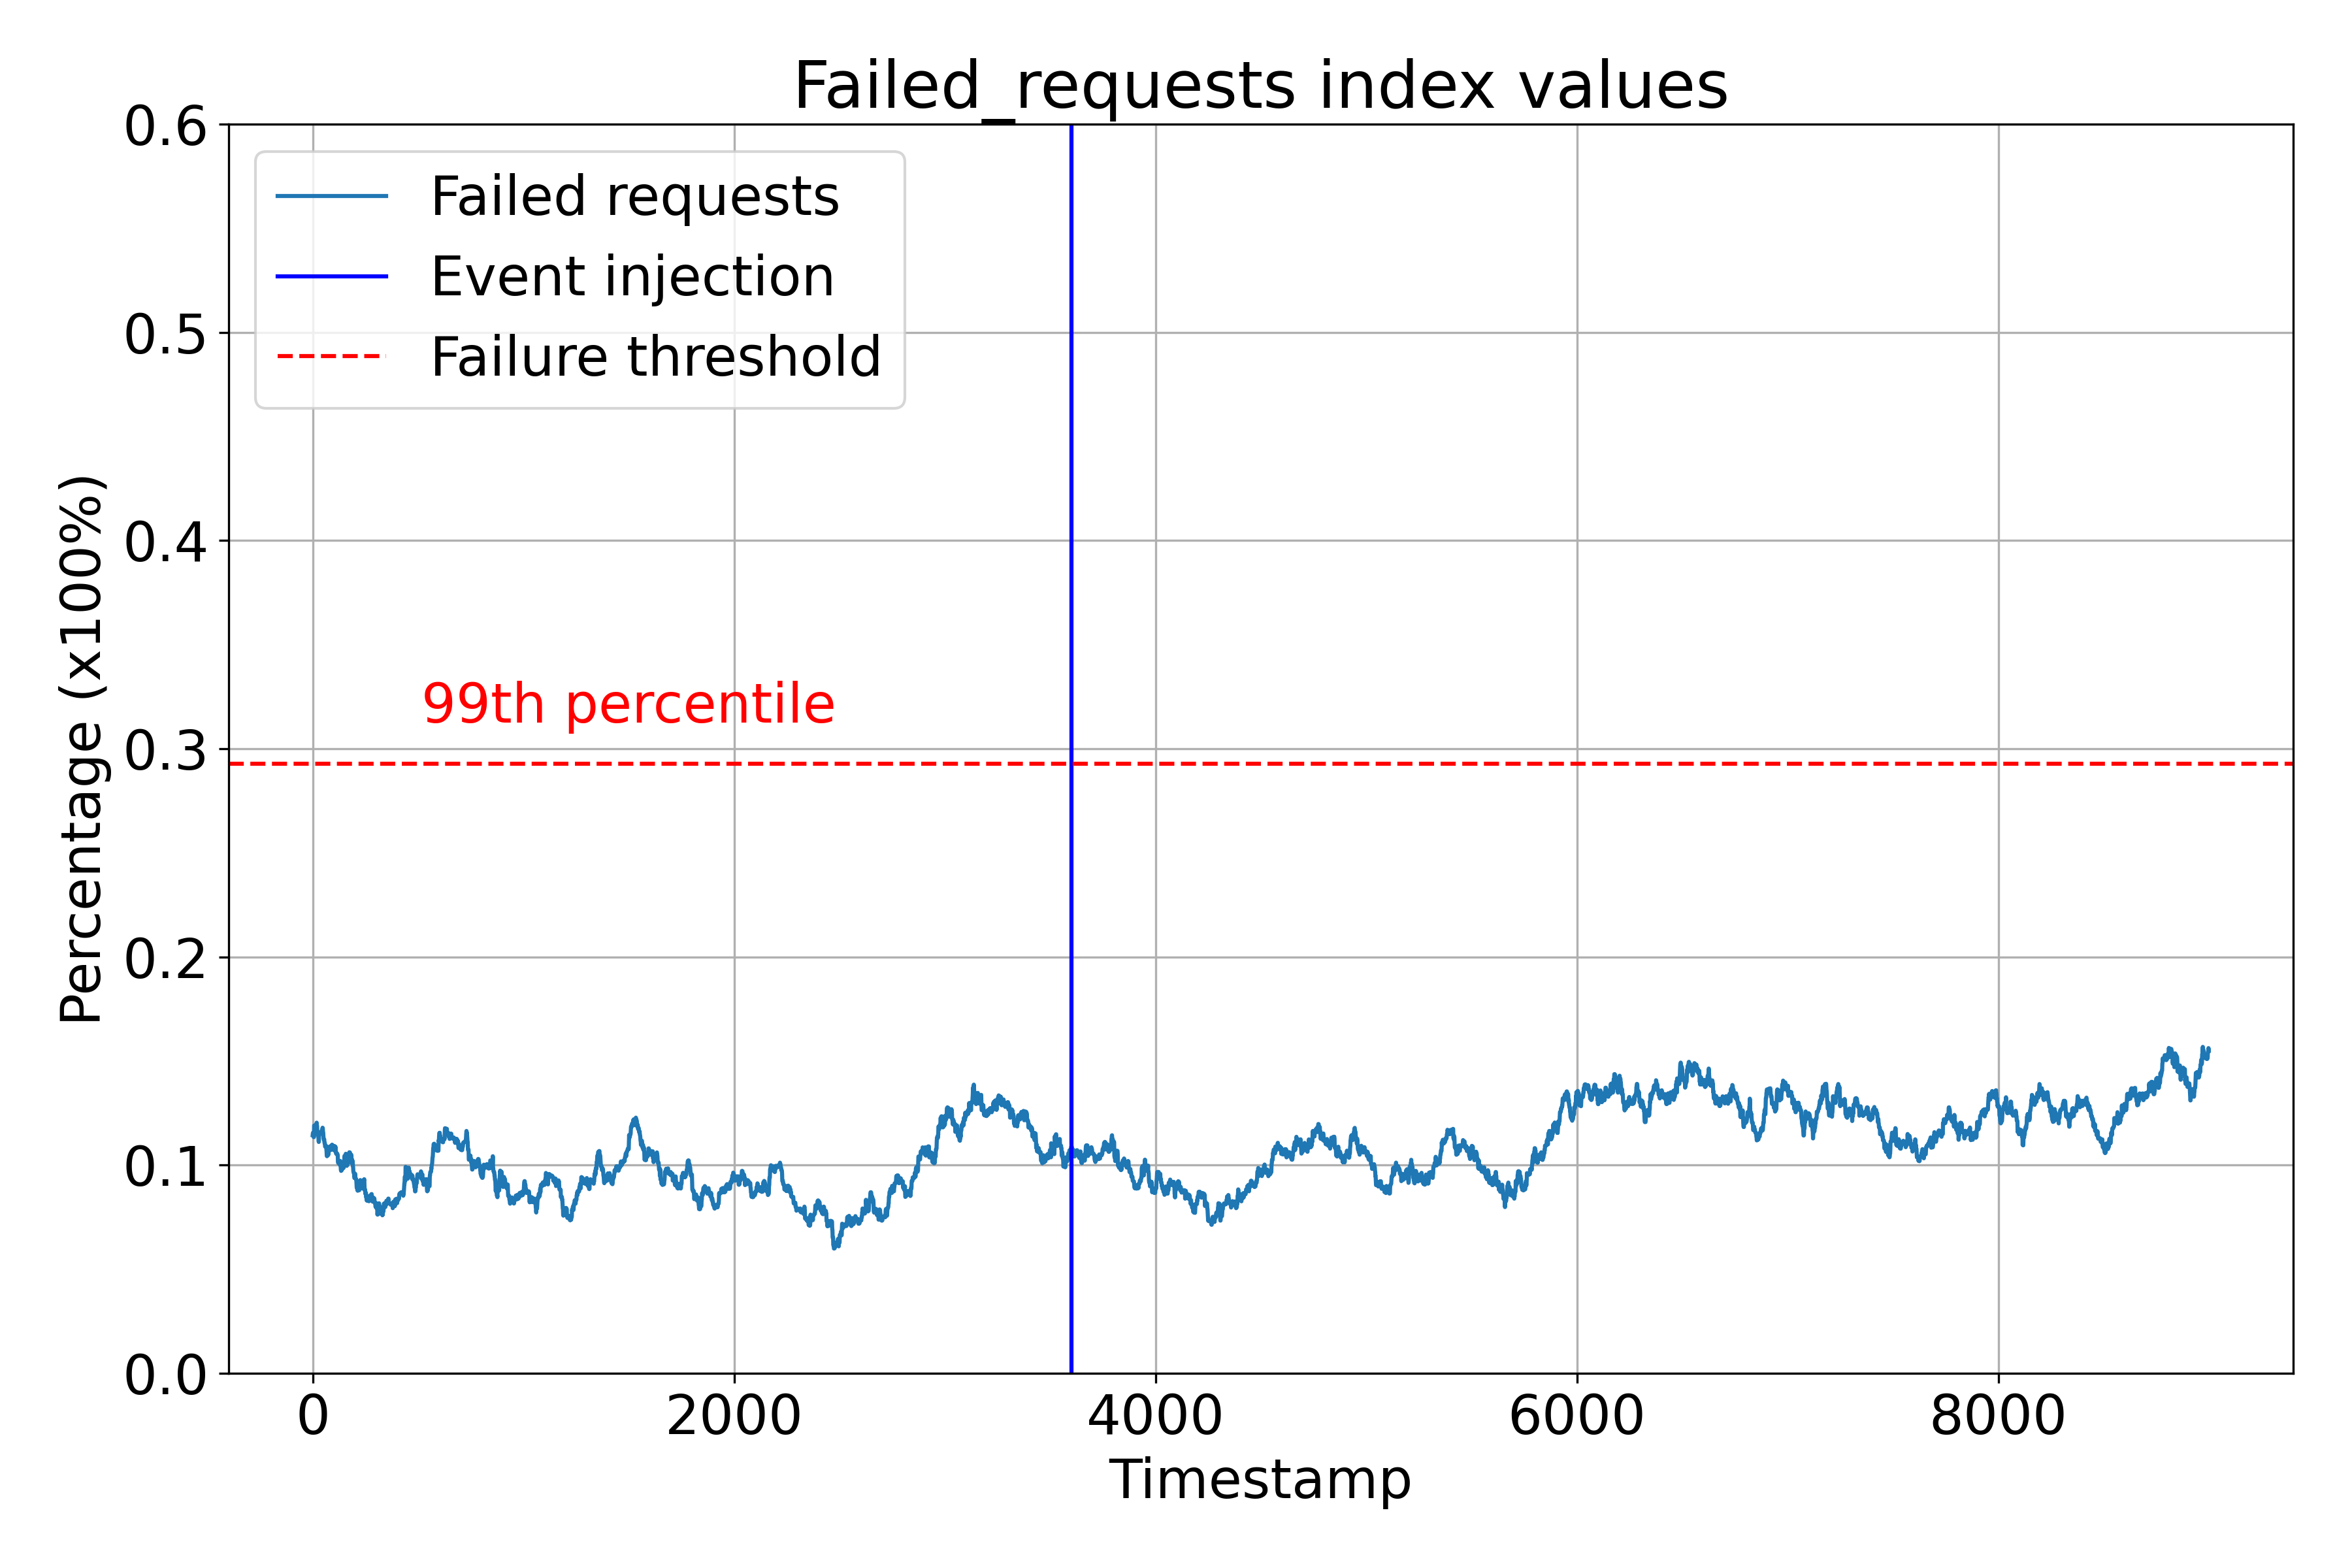 Failed_requests index values
0.6
0.5
0.4
0.3
0.2
0.1
0.0
Percentage (x100%)
Failed requests
Event injection
Failure threshold
99th percentile
0 2000 4000 6000 8000
Timestamp